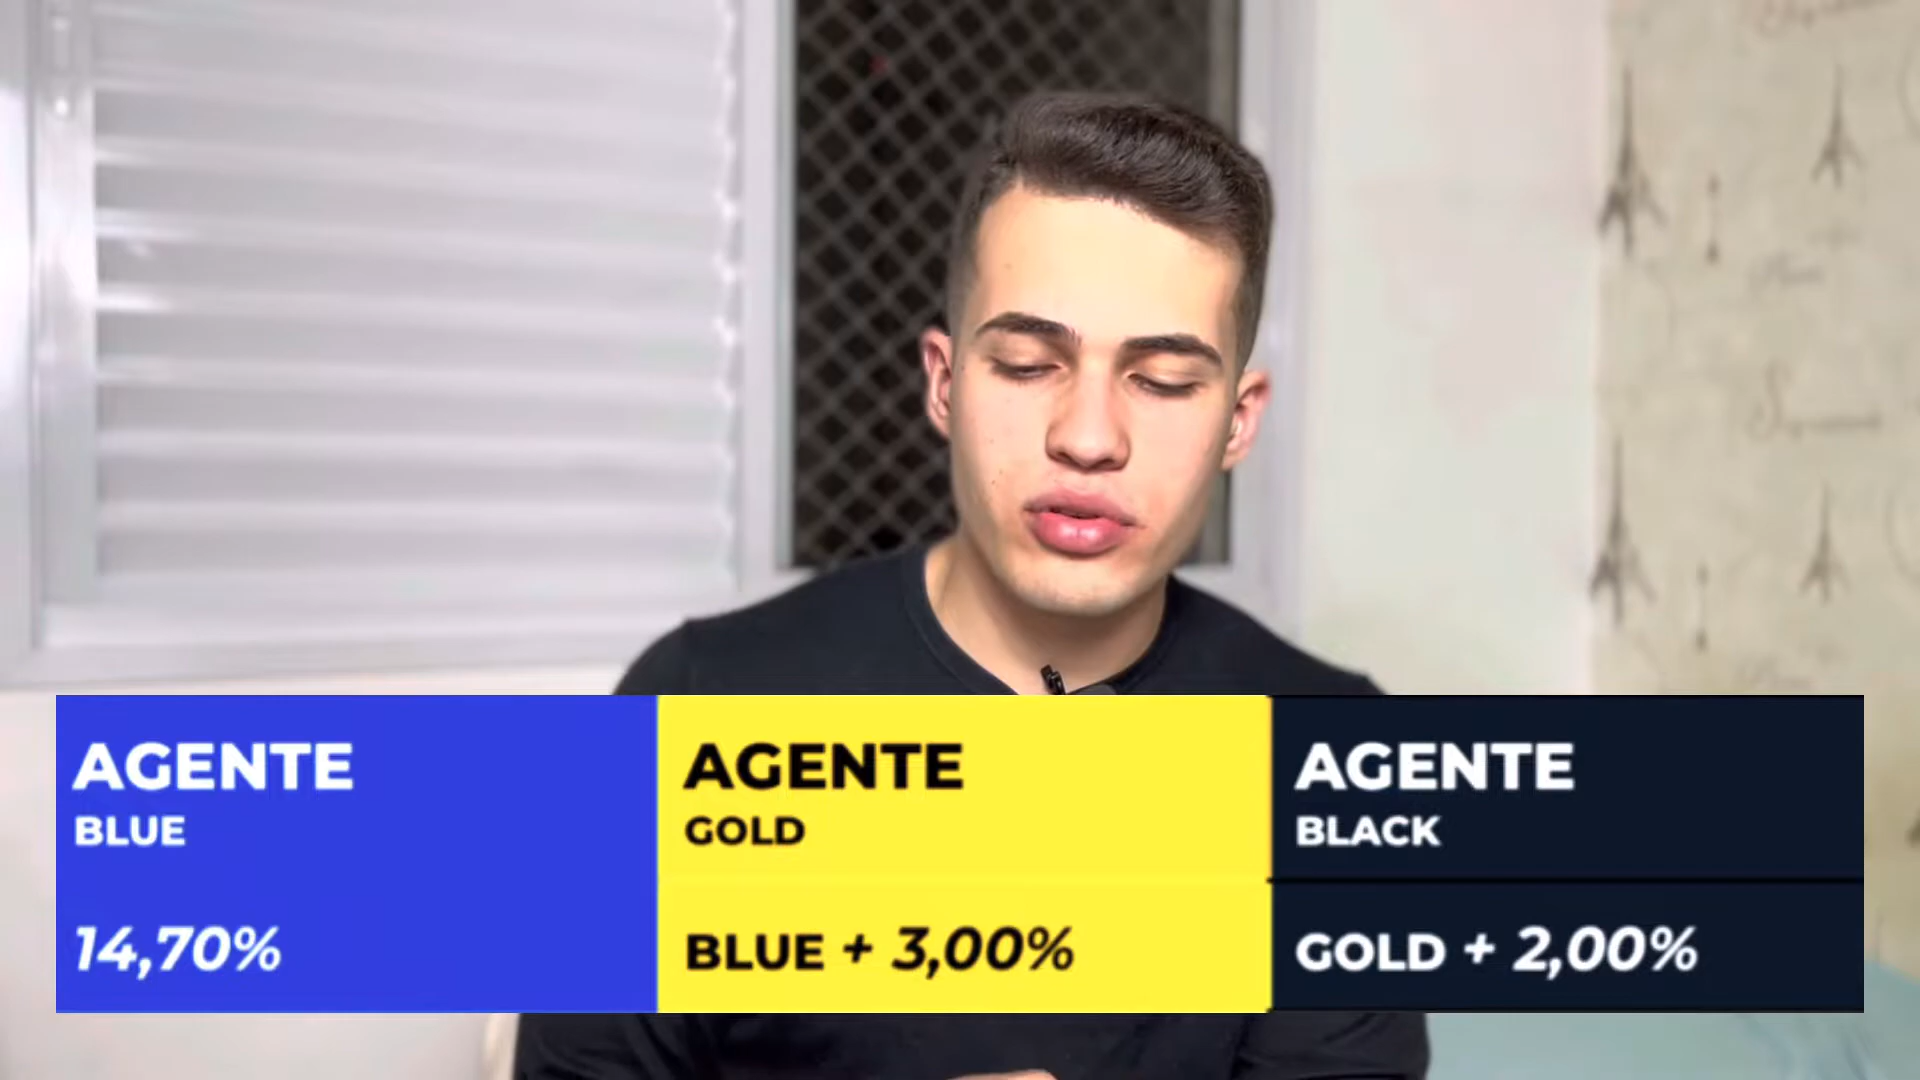 AGENTE
BLUE
14,70%
AGENTE
GOLD
BLUE + 3,00%
AGENTE
BLACK
GOLD + 2,00%